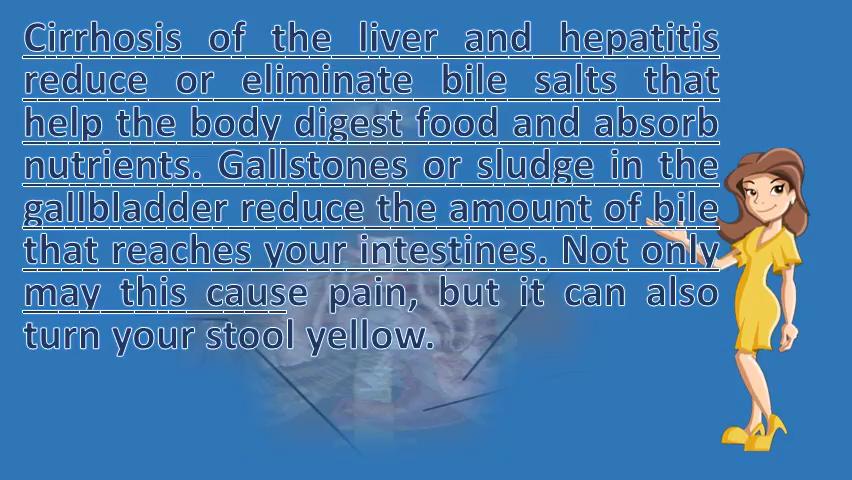 Cirrhosis of the liver and hepatitis
reduce or eliminate bile salts that
help the body digest food and absorb
nutrients. Gallstones or sludge in the
gallbladder reduce the amount of bile
that reaches your intestines. Not only
may this cause pain, but it can also
turn your stool yellow.